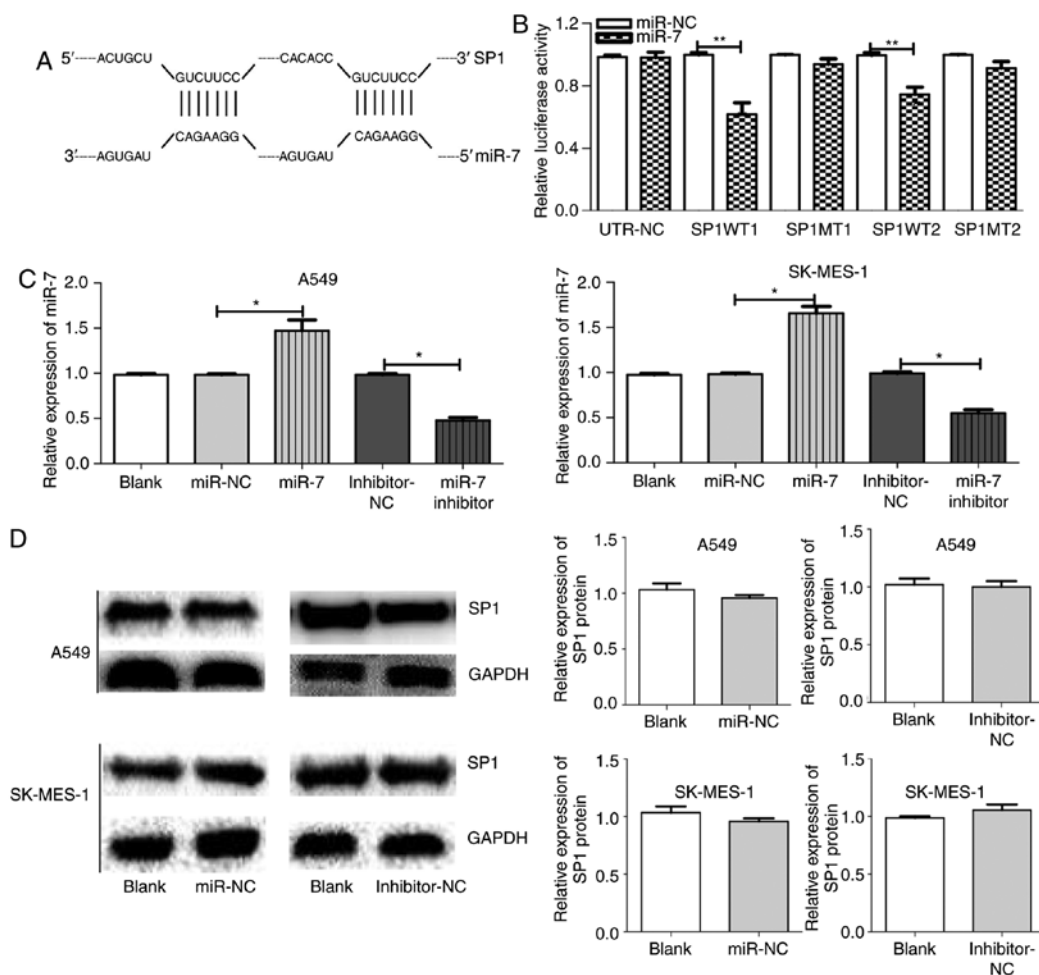 A
5′ ----ACUGCU GUCUUCC ----CACACC GUCUUCC ----3′ SP1
3′ ----AGUGAU CAGAAGG ----AGUGAU CAGAAGG ----5′ miR-7
B
miR-NC
miR-7
Relative luciferase activity
1.2
0.8
0.4
0.0
**
**
UTR-NC SP1WT1 SP1MT1 SP1WT2 SP1MT2
C
A549
Relative expression of miR-7
2.0
1.5
1.0
0.5
0.0
*
*
Blank miR-NC miR-7 Inhibitor-NC miR-7 inhibitor
SK-MES-1
Relative expression of miR-7
2.0
1.5
1.0
0.5
0.0
*
*
Blank miR-NC miR-7 Inhibitor-NC miR-7 inhibitor
D
A549
SP1
GAPDH
SK-MES-1
SP1
GAPDH
Blank miR-NC Blank Inhibitor-NC
A549
Relative expression of
SP1 protein
1.5
1.0
0.5
0.0
Blank miR-NC
A549
Relative expression of
SP1 protein
1.5
1.0
0.5
0.0
Blank Inhibitor-NC
SK-MES-1
Relative expression of
SP1 protein
1.5
1.0
0.5
0.0
Blank miR-NC
SK-MES-1
Relative expression of
SP1 protein
1.5
1.0
0.5
0.0
Blank Inhibitor-NC